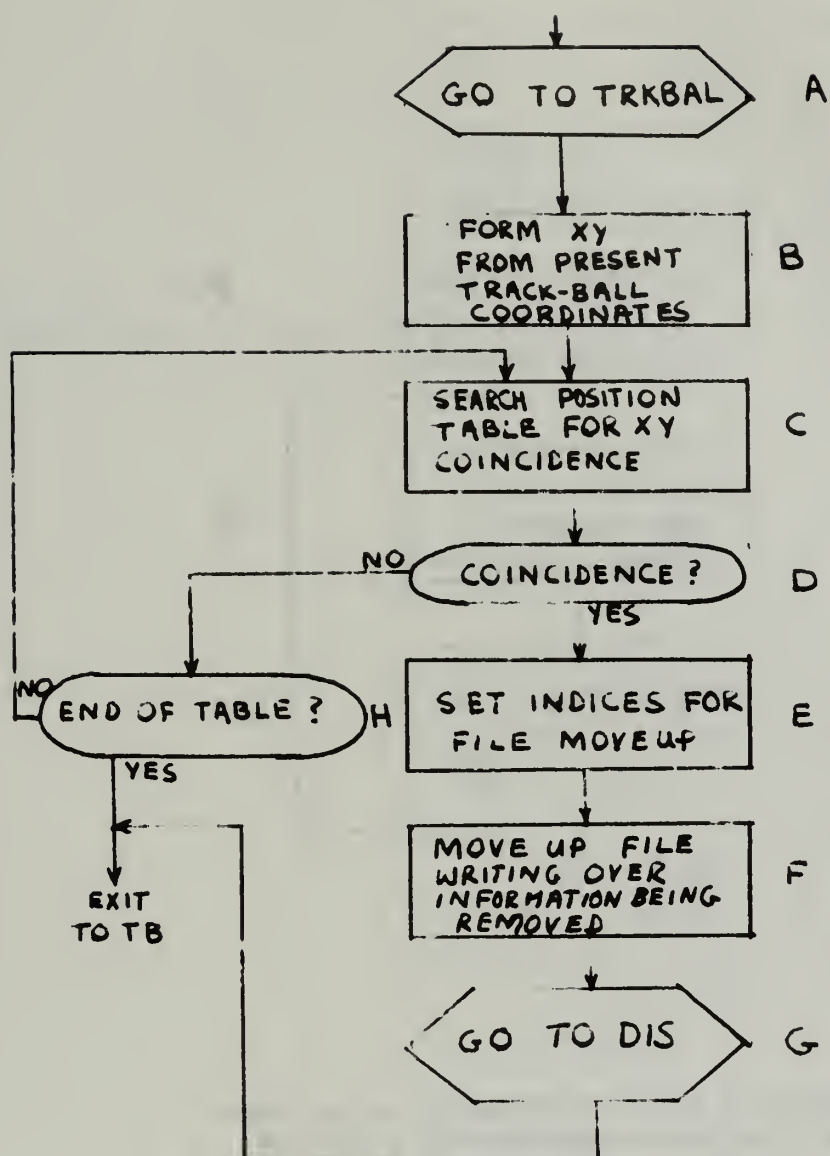 GO TO TRKBAL
A
FORM XY
FROM PRESENT
TRACK-BALL
COORDINATES
B
SEARCH POSITION
TABLE FOR XY
COINCIDENCE
C
NO
COINCIDENCE?
D
YES
NO
END OF TABLE?
H
SET INDICES FOR
FILE MOVE UP
E
YES
MOVE UP FILE
WRITING OVER
INFORMATION BEING
REMOVED
F
EXIT
TO TB
GO TO DIS
G